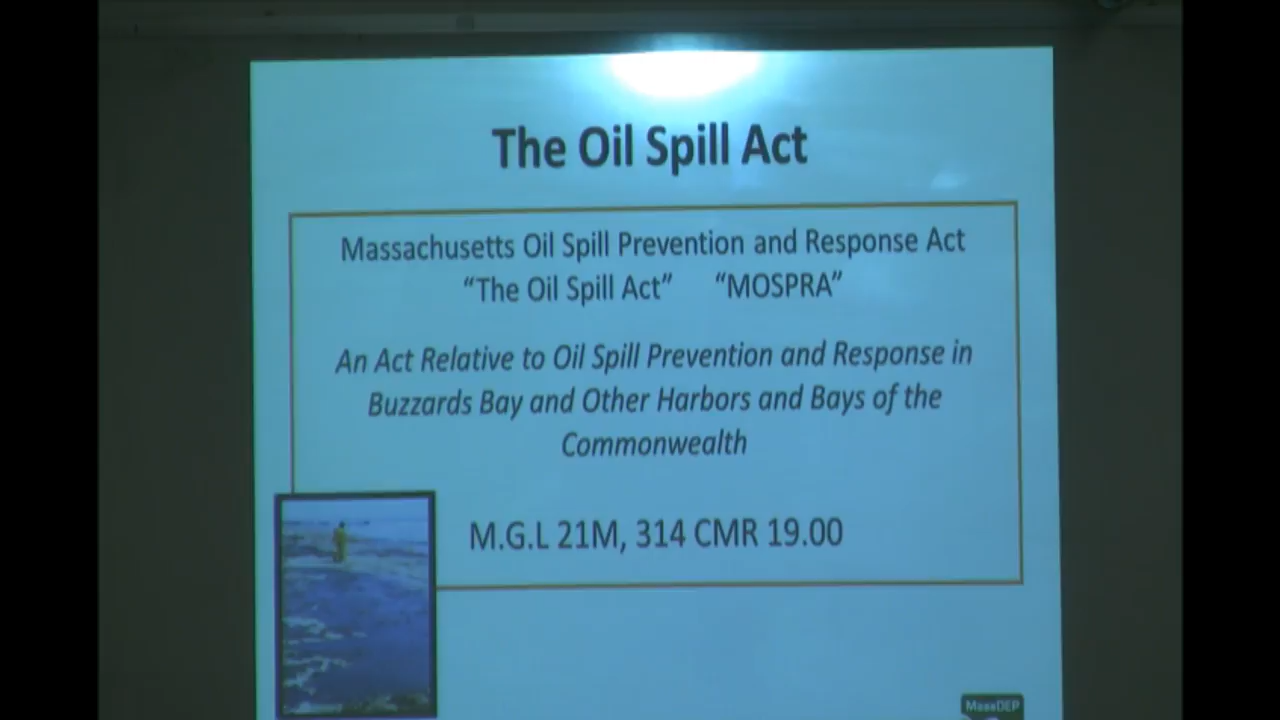 The Oil Spill Act
Massachusetts Oil Spill Prevention and Response Act
“The Oil Spill Act” “MOSPRA”
An Act Relative to Oil Spill Prevention and Response in
Buzzards Bay and Other Harbors and Bays of the
Commonwealth
M.G.L 21M, 314 CMR 19.00
MassDEP